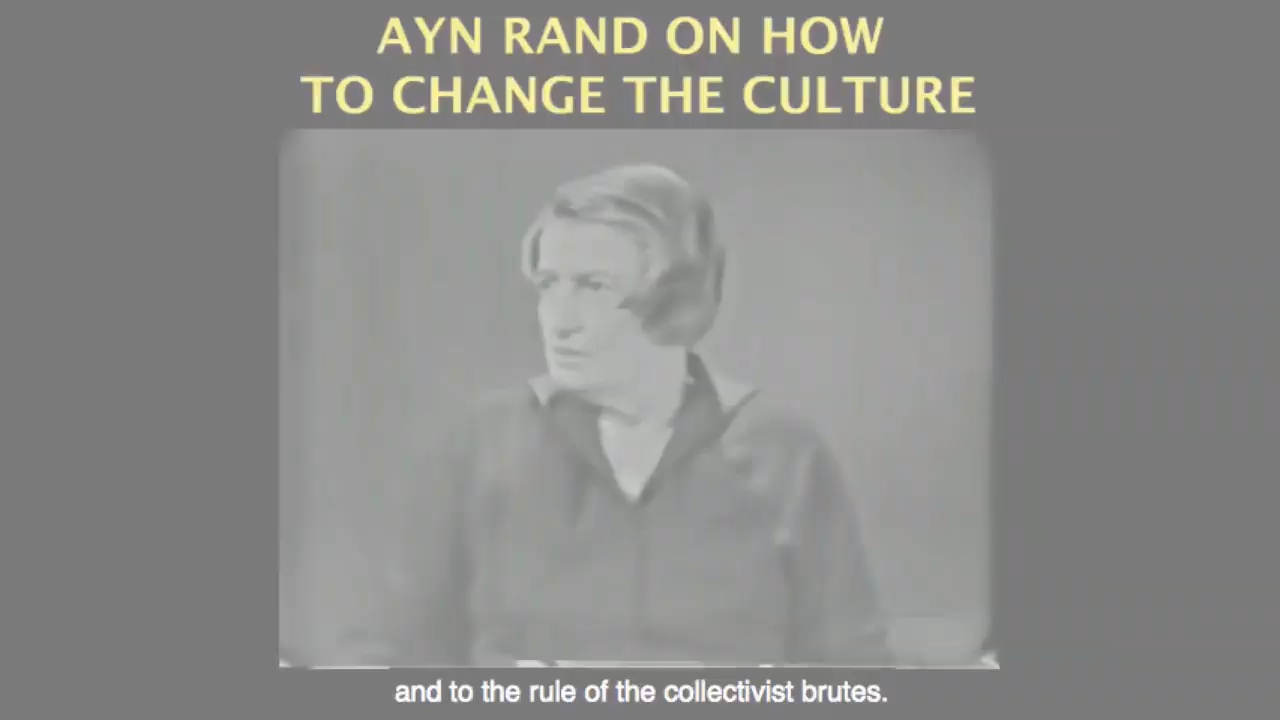 AYN RAND ON HOW
TO CHANGE THE CULTURE
and to the rule of the collectivist brutes.